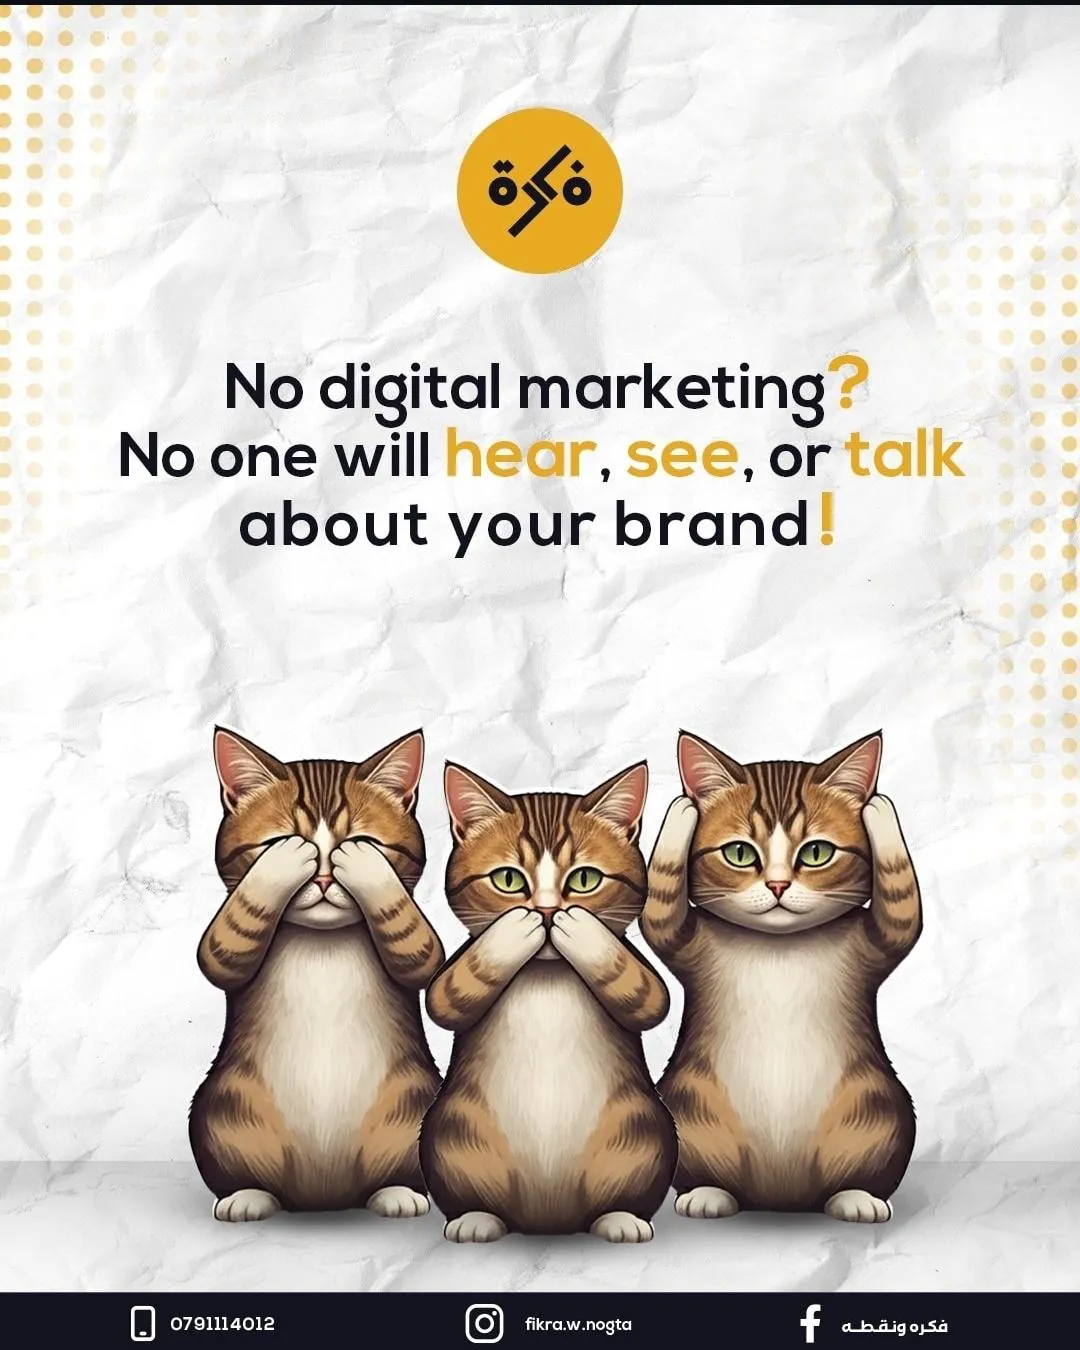 فكرة
No digital marketing?
No one will hear, see, or talk
about your brand!
0791114012
fikra.w.nogta
فكره ونقطه